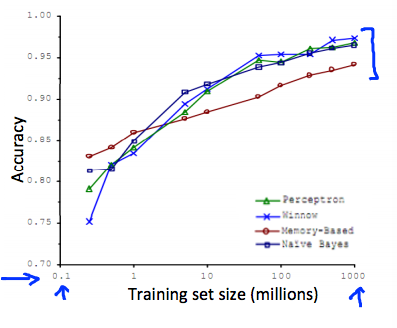 1.00
0.95
0.90
0.85
0.80
0.75
0.70
Accuracy
Perceptron
Winnow
Memory-Based
Naïve Bayes
0.1 1 10 100 1000
Training set size (millions)